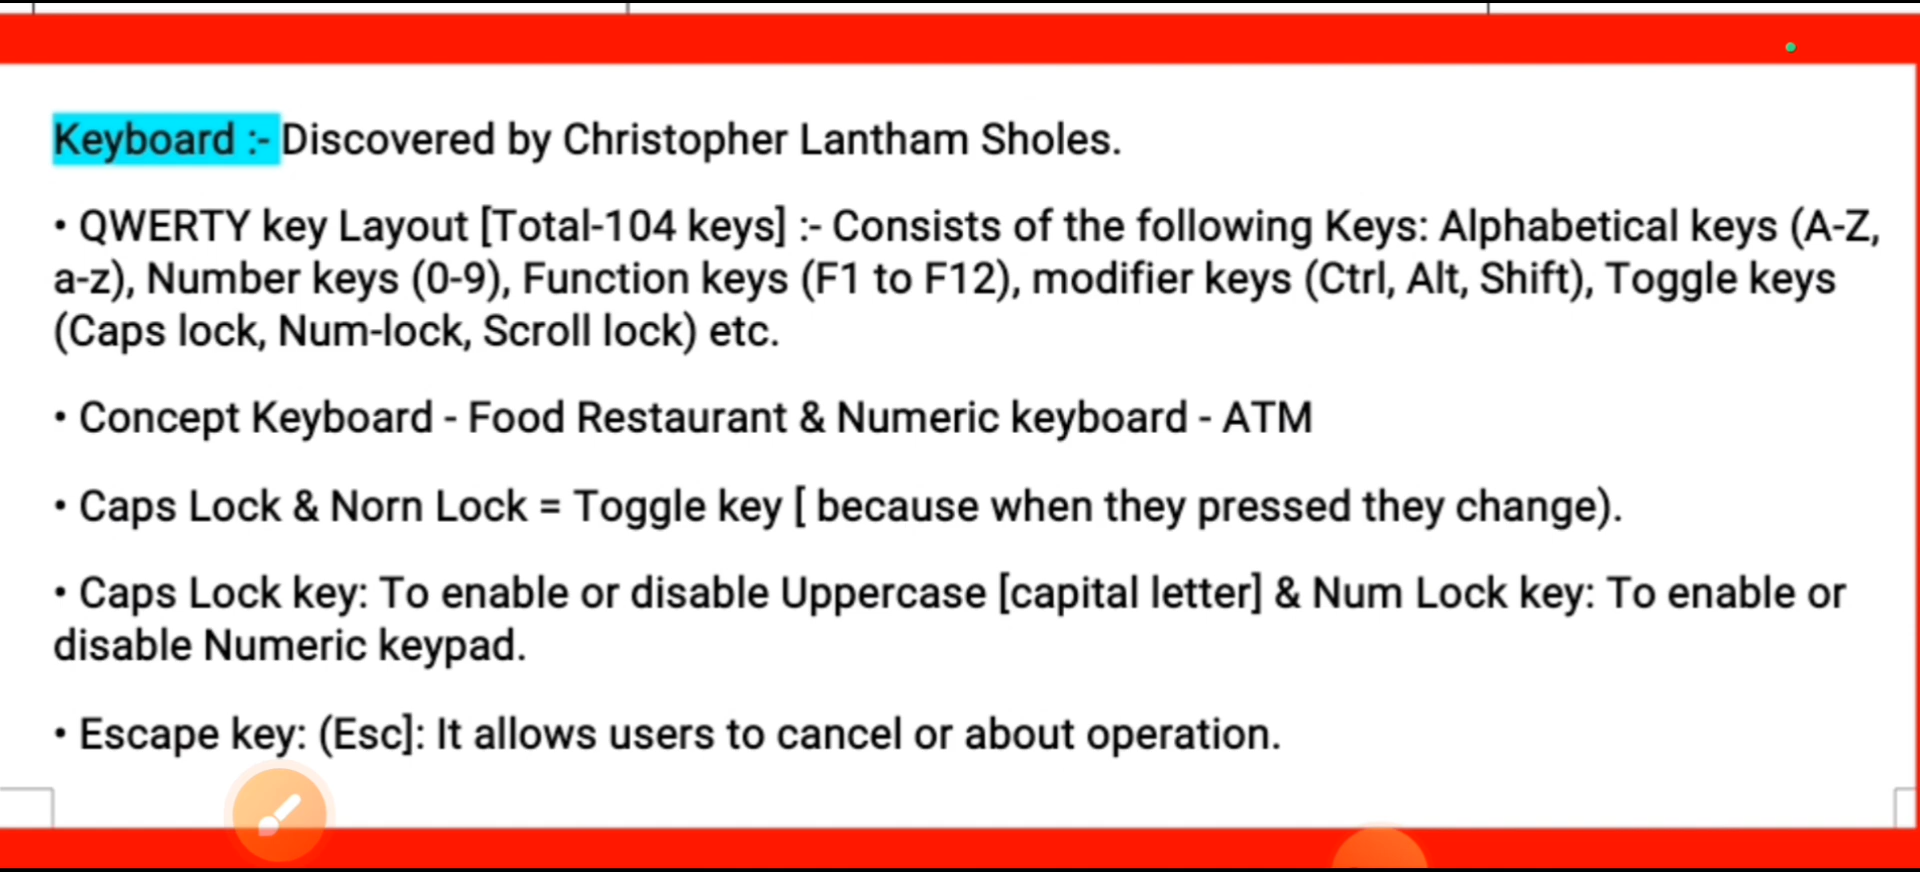 Keyboard :- Discovered by Christopher Lantham Sholes.
• QWERTY key Layout [Total-104 keys] :- Consists of the following Keys: Alphabetical keys (A-Z,
a-z), Number keys (0-9), Function keys (F1 to F12), modifier keys (Ctrl, Alt, Shift), Toggle keys
(Caps lock, Num-lock, Scroll lock) etc.
• Concept Keyboard - Food Restaurant & Numeric keyboard - ATM
• Caps Lock & Norn Lock = Toggle key [ because when they pressed they change).
• Caps Lock key: To enable or disable Uppercase [capital letter] & Num Lock key: To enable or
disable Numeric keypad.
• Escape key: (Esc]: It allows users to cancel or about operation.